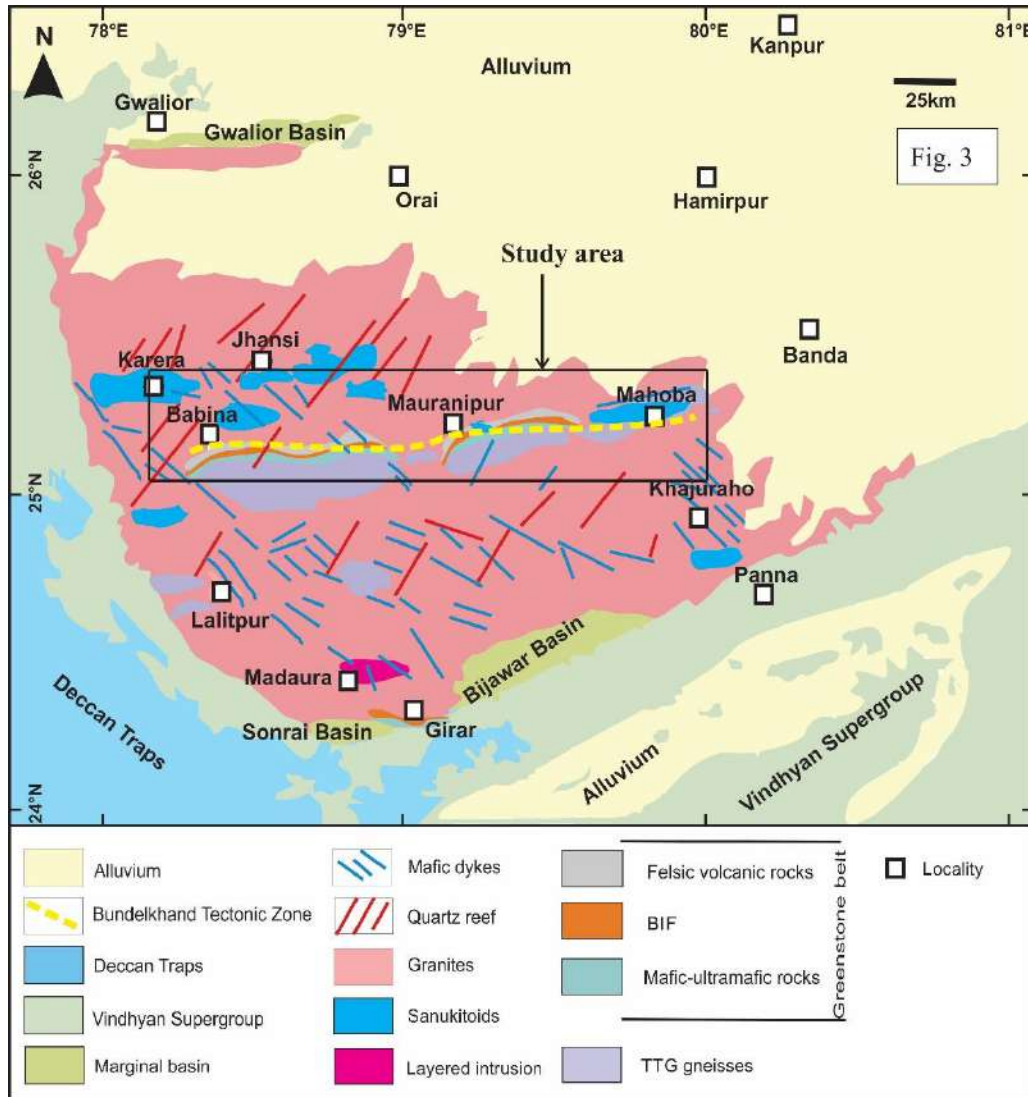 78°E
79°E
80°E
81°E
N
Kanpur
Alluvium
25km
Gwalior
Gwalior Basin
Fig. 3
26°N
Orai
Hamirpur
Study area
Jhansi
Banda
Karera
Mauranipur
Mahoba
Babina
25°N
Khajuraho
Panna
Lalitpur
Bijawar Basin
Madaura
Deccan Traps
Sonrai Basin
Girar
Alluvium
Vindhyan Supergroup
24°N
Alluvium
Mafic dykes
Felsic volcanic rocks
Locality
Bundelkhand Tectonic Zone
Quartz reef
BIF
Greenstone belt
Deccan Traps
Granites
Mafic-ultramafic rocks
Vindhyan Supergroup
Sanukitoids
Marginal basin
Layered intrusion
TTG gneisses